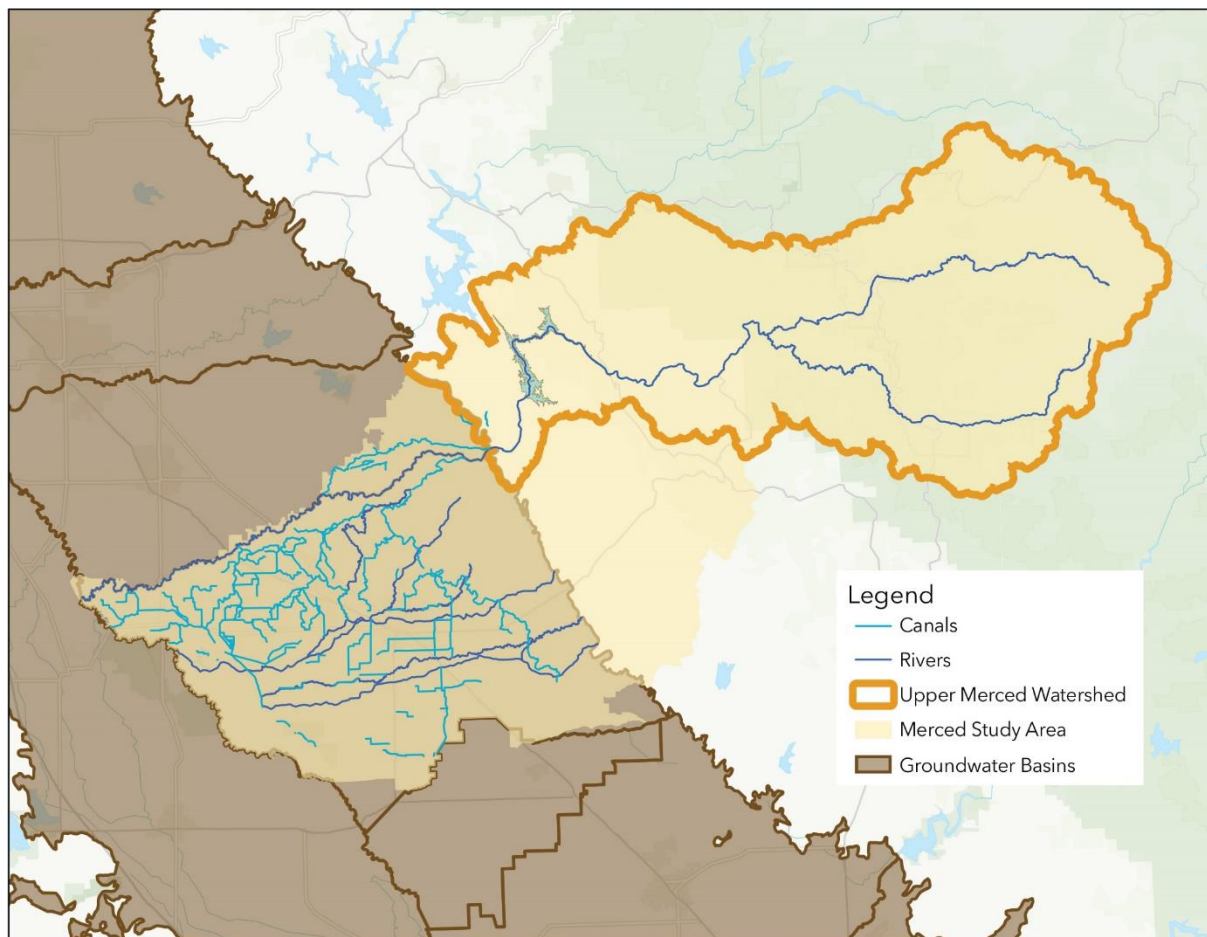 Legend
Canals
Rivers
Upper Merced Watershed
Merced Study Area
Groundwater Basins